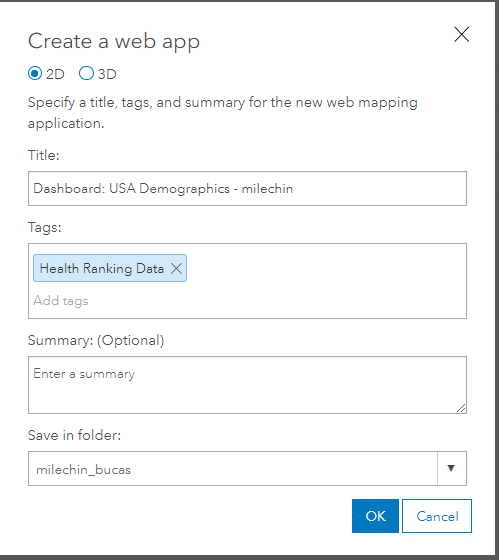 Create a web app
2D 3D
Specify a title, tags, and summary for the new web mapping
application.
Title:
Dashboard: USA Demographics - milechin
Tags:
Health Ranking Data
Add tags
Summary: (Optional)
Enter a summary
Save in folder:
milechin_bucas
OK Cancel